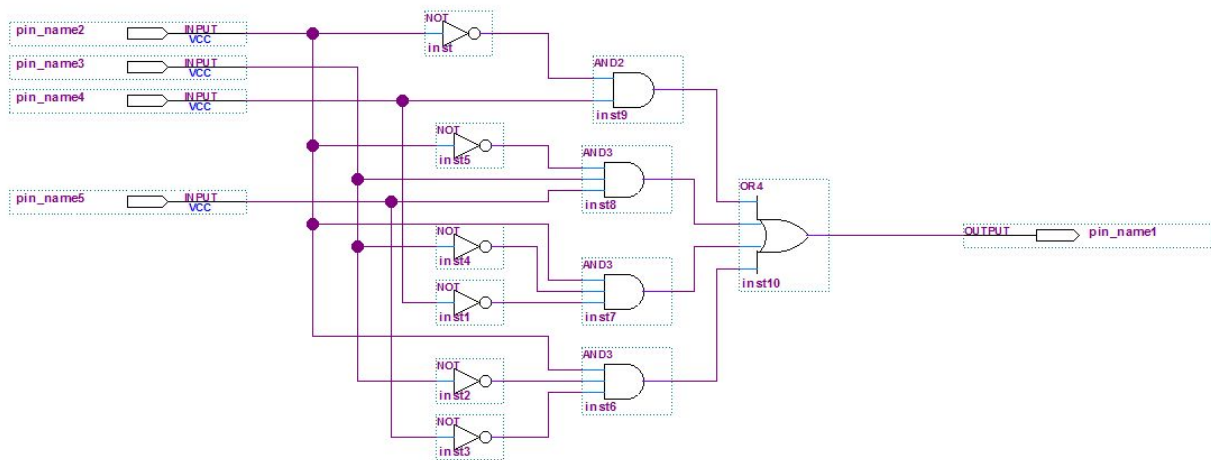 pin_name2 INPUT
VCC
NOT
inst
pin_name3 INPUT
VCC
pin_name4 INPUT
VCC
AND2
inst9
NOT
inst5
AND3
inst8
pin_name5 INPUT
VCC
OR4
inst10
OUTPUT pin_name1
NOT
inst4
NOT
inst1
AND3
inst7
NOT
inst2
AND3
inst6
NOT
inst3